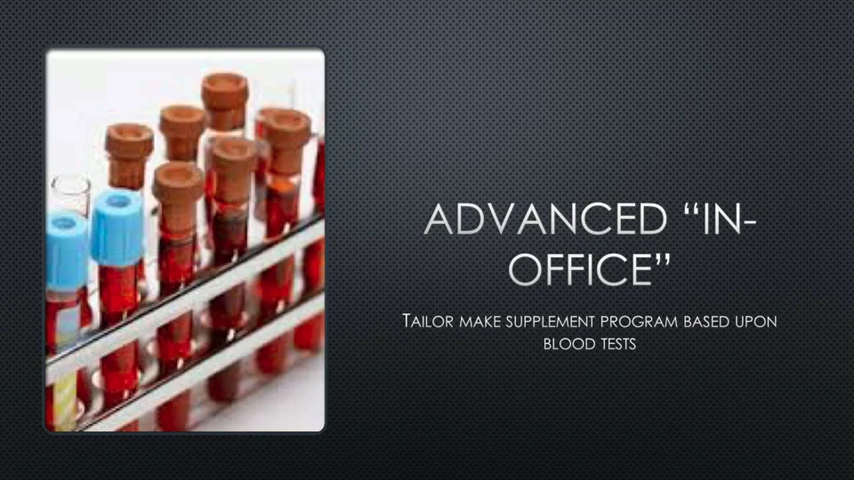 ADVANCED “IN-
OFFICE”
TAILOR MAKE SUPPLEMENT PROGRAM BASED UPON
BLOOD TESTS